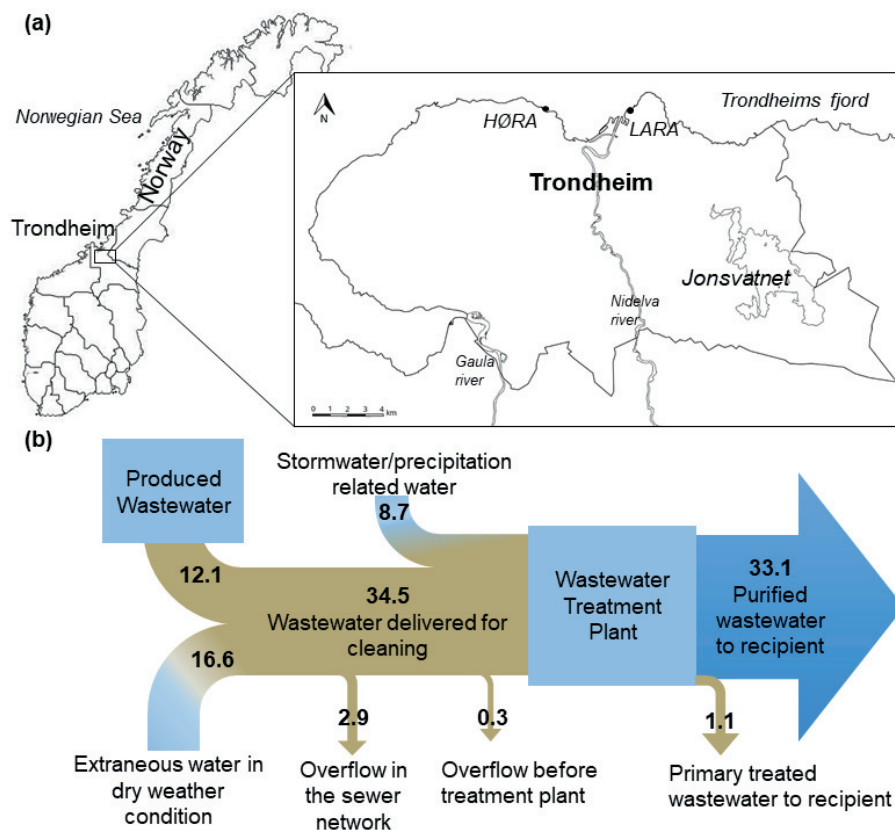 (a)
Norwegian Sea
Norway
Trondheim
N
HØRA
LARA
Trondheims fjord
Trondheim
Jonsvatnet
Nidelva
river
Gaula
river
0 1 2 3 4
km
(b)
Produced
Wastewater
Stormwater/precipitation
related water
8.7
12.1
34.5
Wastewater delivered for
cleaning
16.6
Wastewater
Treatment
Plant
33.1
Purified
wastewater
to recipient
2.9
0.3
1.1
Extraneous water in
dry weather
condition
Overflow in
the sewer
network
Overflow before
treatment plant
Primary treated
wastewater to recipient